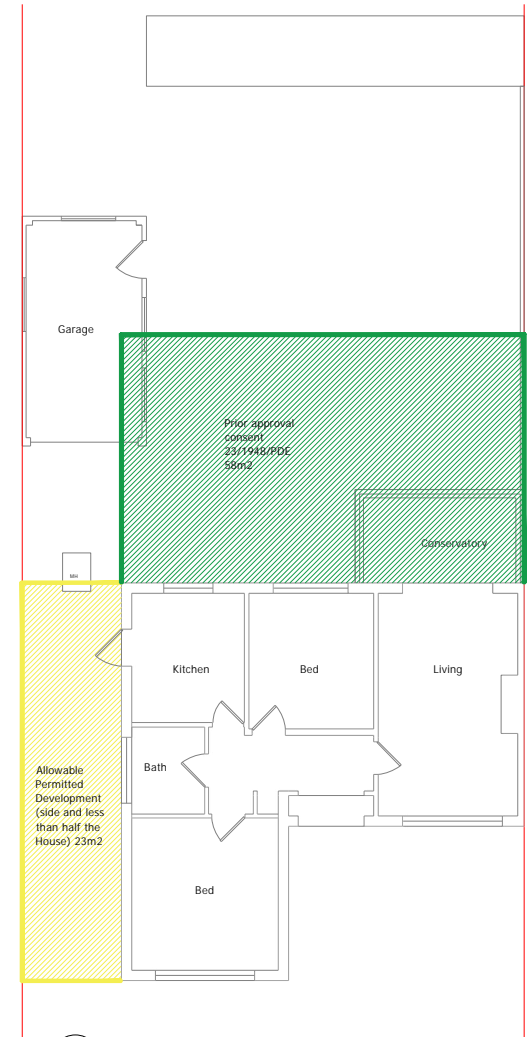 Garage
Prior approval
consent
23/1948/PDE
58m2
Conservatory
MH
Kitchen
Bed
Living
Bath
Allowable
Permitted
Development
(side and less
than half the
House) 23m2
Bed